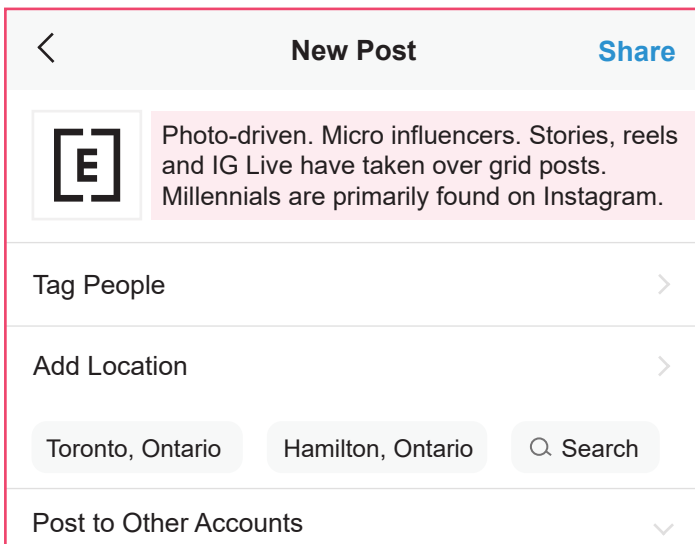 New Post
Share
[E]
Photo-driven. Micro influencers. Stories, reels
and IG Live have taken over grid posts.
Millennials are primarily found on Instagram.
Tag People
Add Location
Toronto, Ontario
Hamilton, Ontario
Search
Post to Other Accounts